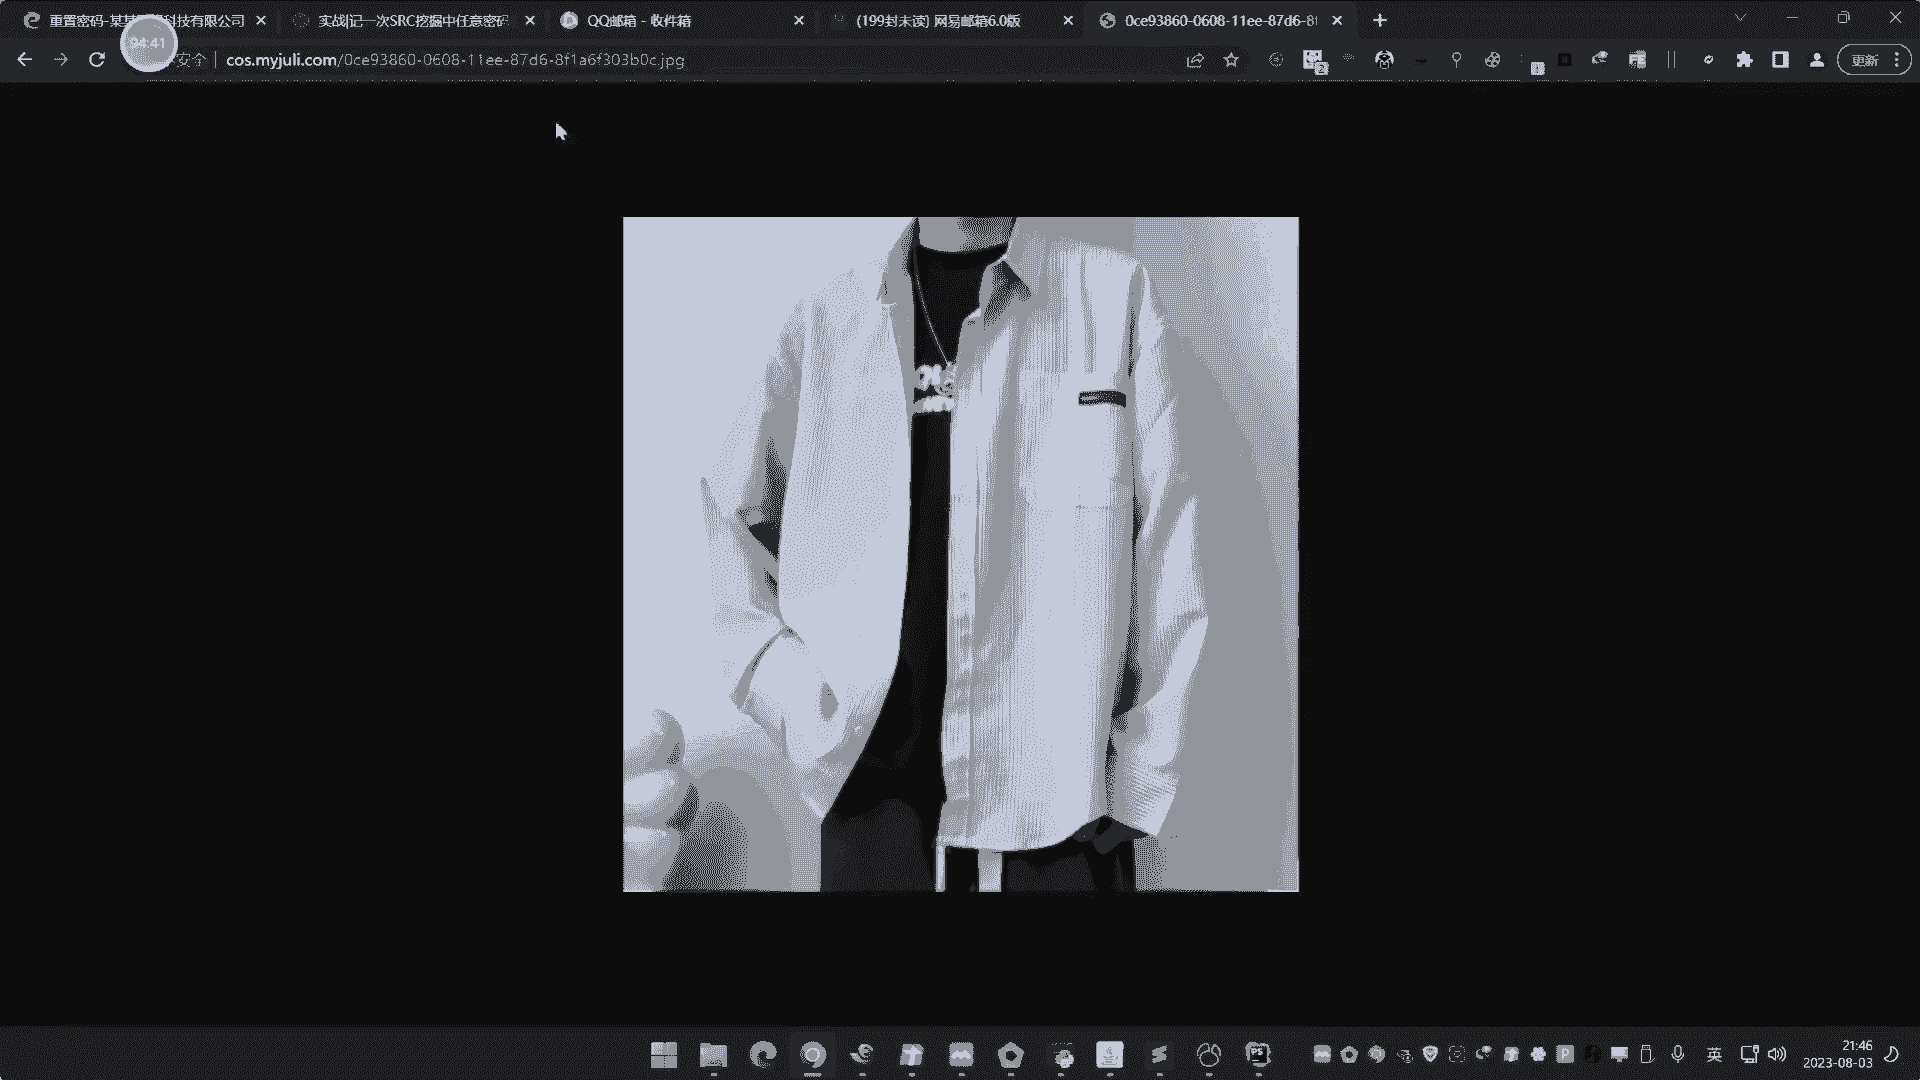 重置密码-某某 科技有限公司
实战|记一次SRC挖掘中任意密码
QQ邮箱 - 收件箱
(199封未读) 网易邮箱6.0版
0ce93860-0608-11ee-87d6-8f
94:41
安全
cos.myjuli.com/0ce93860-0608-11ee-87d6-8f1a6f303b0c.jpg
2
更新
PS
P
英
21:46
2023-08-03